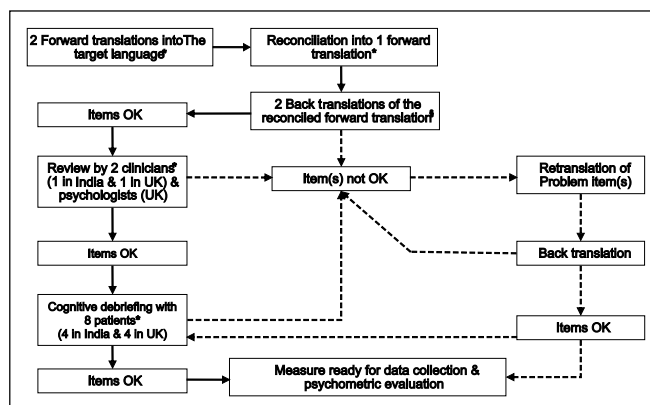 2 Forward translations intoThe
target language*
Reconciliation into 1 forward
translation*
Items OK
2 Back translations of the
reconciled forward translation§
Review by 2 clinicians*
(1 in India & 1 in UK) &
psychologists (UK)
Item(s) not OK
Retranslation of
Problem item(s)
Items OK
Back translation
Cognitive debriefing with
8 patients*
(4 in India & 4 in UK)
Items OK
Items OK
Measure ready for data collection &
psychometric evaluation